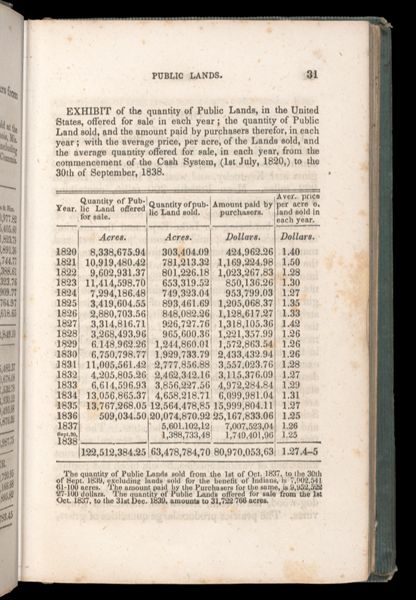 PUBLIC LANDS. 31
EXHIBIT of the quantity of Public Lands, in the United
States, offered for sale in each year; the quantity of Public
Land sold, and the amount paid by purchasers therefor, in each
year; with the average price, per acre, of the Lands sold, and
the average quantity offered for sale, in each year, from the
commencement of the Cash System, (1st July, 1820,) to the
30th of September, 1838.
Year. Quantity of Pub- Quantity of pub- Amount paid by Aver. price
lic Land offered lic Land sold. purchasers. per acre o.
for sale. land sold in
each year.
Acres. Acres. Dollars. Dollars.
1820 8,338,675.94 303,404.09 424,962.26 1.40
1821 10,919,480.42 781,213.32 1,169,224.98 1.50
1822 9,602,931.37 801,226.18 1,023,267.83 1.28
1823 11,414,598.70 653,319.52 850,136.26 1.30
1824 7,294,186.48 749,323.04 953,799.03 1.27
1825 3,419,604.55 893,461.69 1,205,068.37 1.35
1826 2,880,703.56 848,082.26 1,128,617.27 1.33
1827 3,314,816.71 926,727.76 1,318,105.36 1.42
1828 3,268,493.96 965,600.36 1,221,357.99 1.26
1829 6,148,962.26 1,244,860.01 1,572,863.54 1.26
1830 6,750,798.77 1,929,733.79 2,433,432.94 1.26
1831 11,005,561.42 2,777,856.88 3,557,023.76 1.28
1832 4,205,805.26 2,462,342.16 3,115,376.09 1.27
1833 6,614,596.93 3,856,227.56 4,972,284.84 1.29
1834 13,056,865.37 4,658,218.71 6,099,981.04 1.31
1835 13,767,268.05 12,564,478.85 15,999,804.11 1.27
1836 509,034.50 20,074,870.92 25,167,833.06 1.25
1837 5,601,103,12 7,007,523,04 1.26
Sept.30, 1,388,733,48 1,740,401,96 1.25
1838
122,512,384.25 63,478,784,70 80,970,053,63 1.27.4-5
The quantity of Public Lands sold from the 1st of Oct. 1837, to the 30th
of Sept. 1839, excluding lands sold for the benefit of Indians, is 7,902,541
61-100 acres. The amount paid by the Purchasers for the same, is 9,952,522
27-100 dollars. The quantity of Public Lands offered for sale from the 1st
Oct. 1837, to the 31st Dec. 1839, amounts to 31,722 766 acres.